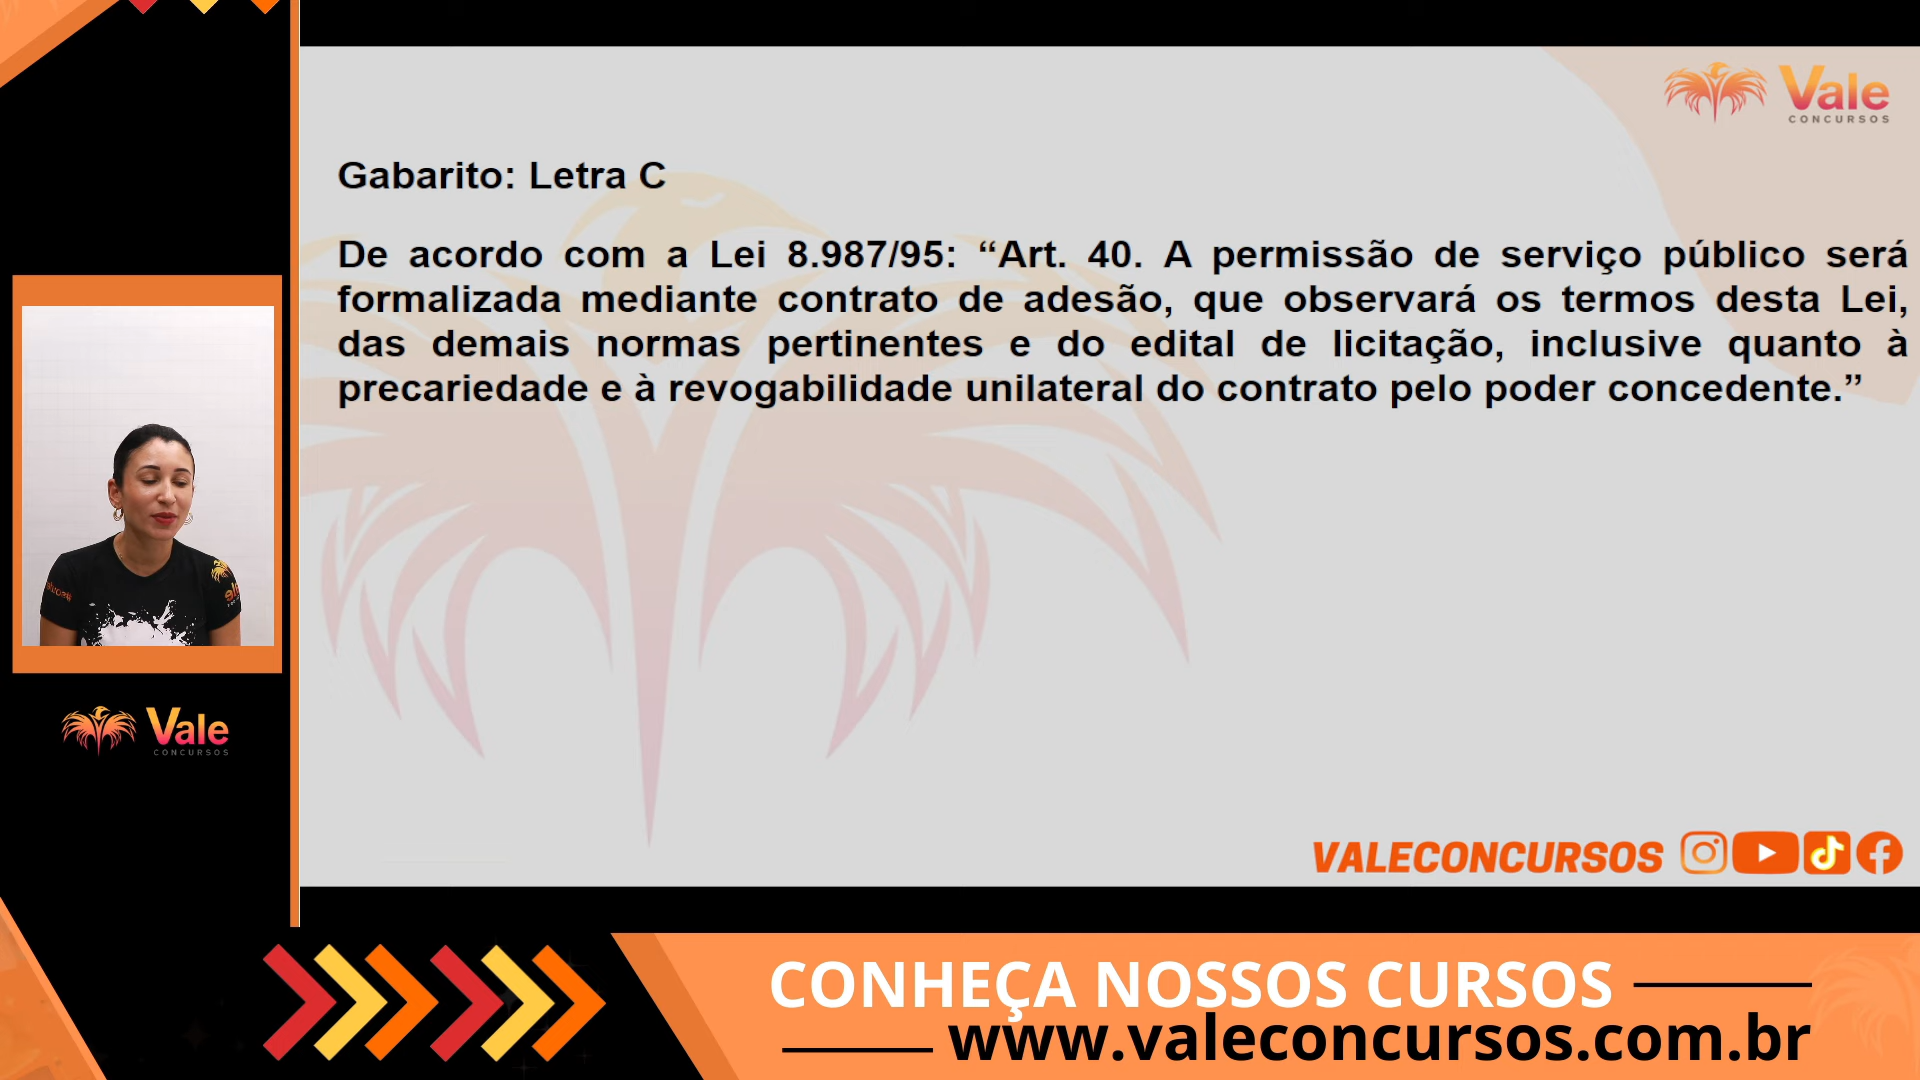 Vale
CONCURSOS
Gabarito: Letra C
De acordo com a Lei 8.987/95: “Art. 40. A permissão de serviço público será
formalizada mediante contrato de adesão, que observará os termos desta Lei,
das demais normas pertinentes e do edital de licitação, inclusive quanto à
precariedade e à revogabilidade unilateral do contrato pelo poder concedente.”
Vale
CONCURSOS
VALECONCURSOS
CONHEÇA NOSSOS CURSOS
www.valeconcursos.com.br